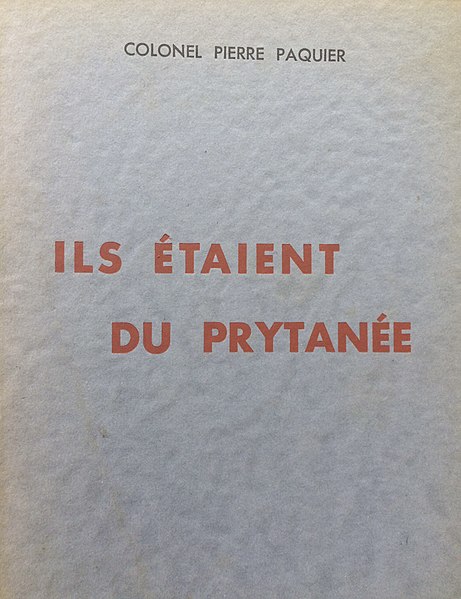 COLONEL PIERRE PAQUIER
ILS ÉTAIENT
DU PRYTANÉE